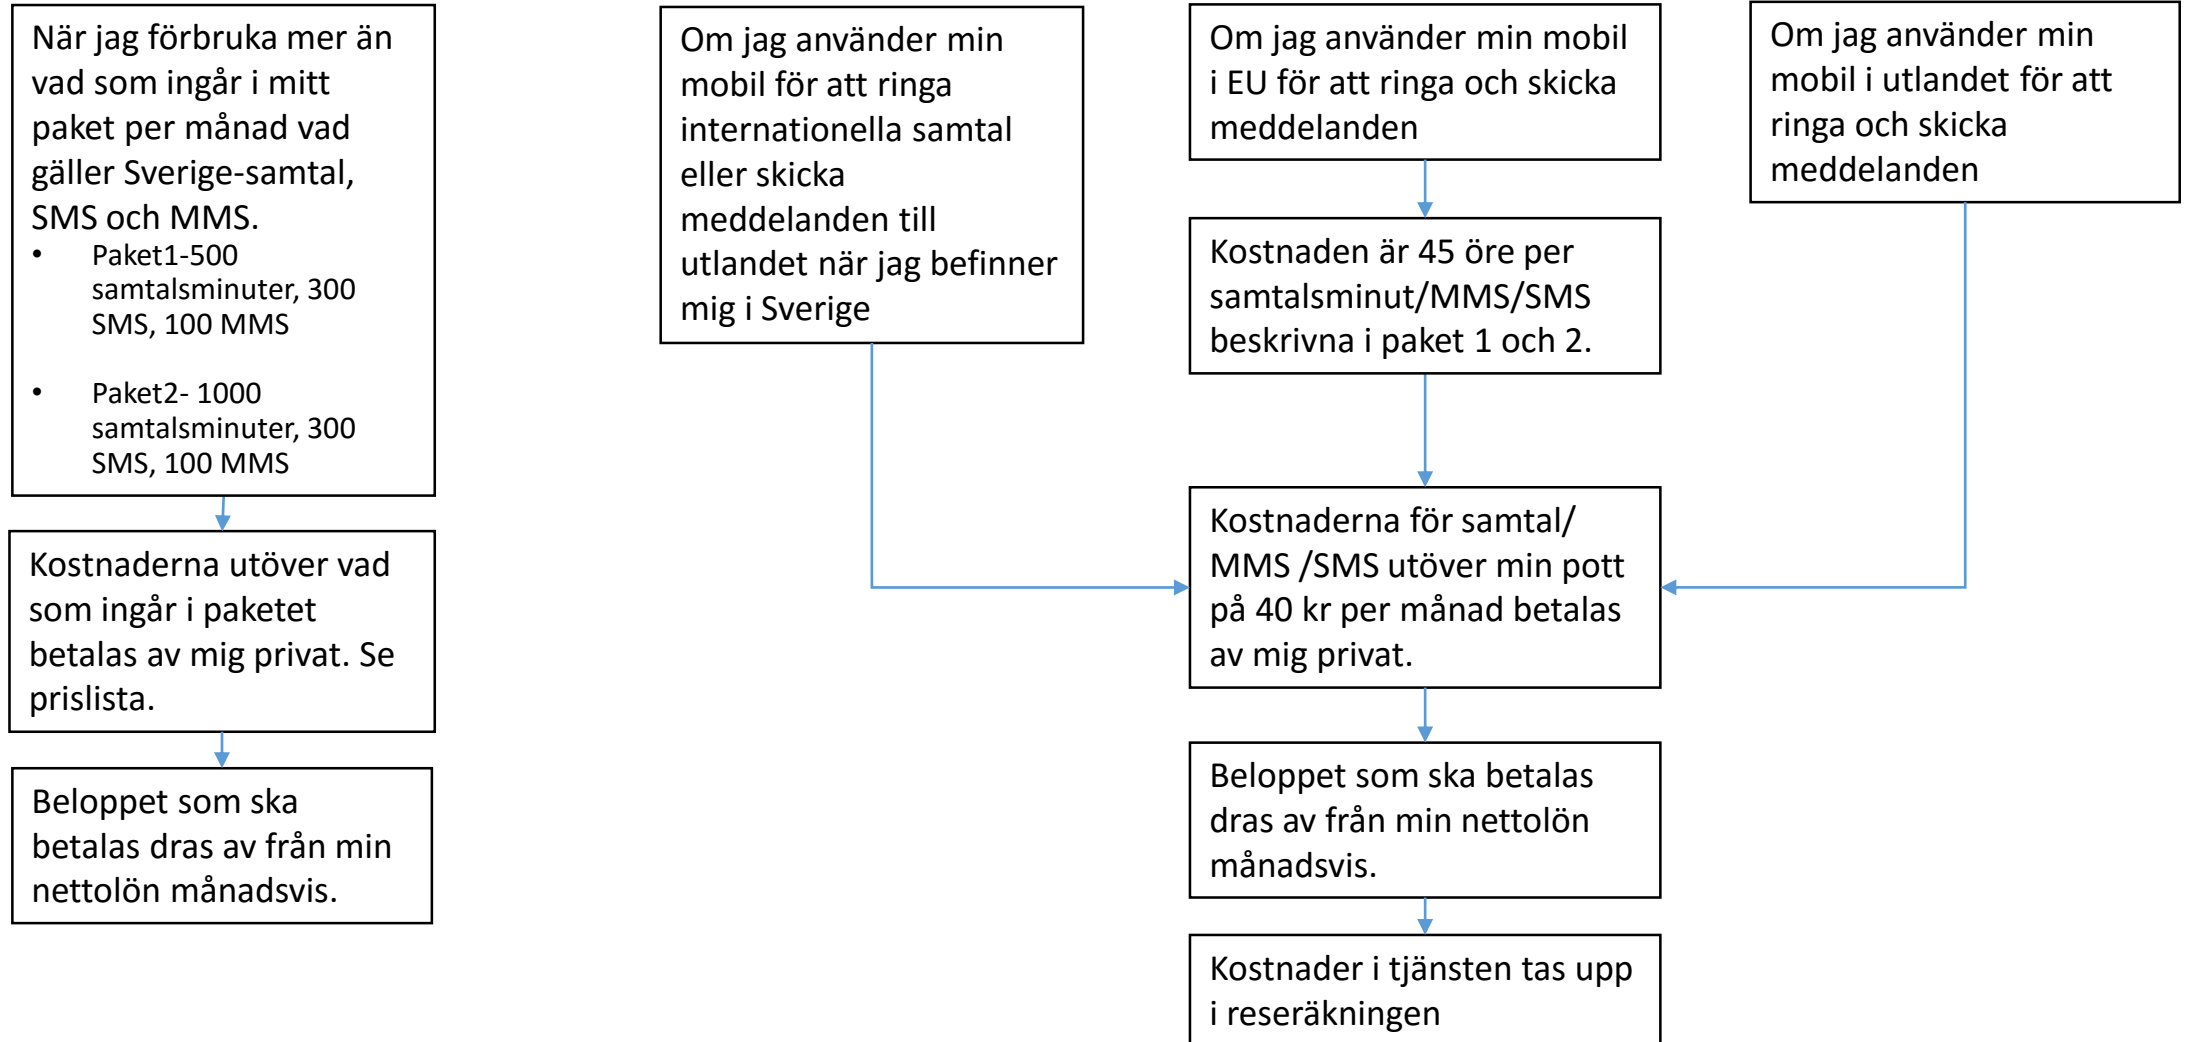 När jag förbruka mer än
vad som ingår i mitt
paket per månad vad
gäller Sverige-samtal,
SMS och MMS.
• Paket1-500
samtalsminuter, 300
SMS, 100 MMS
• Paket2- 1000
samtalsminuter, 300
SMS, 100 MMS
Kostnaderna utöver vad
som ingår i paketet
betalas av mig privat. Se
prislista.
Beloppet som ska
betalas dras av från min
nettolön månadsvis.
Om jag använder min
mobil för att ringa
internationella samtal
eller skicka
meddelanden till
utlandet när jag befinner
mig i Sverige
Om jag använder min mobil
i EU för att ringa och skicka
meddelanden
Kostnaden är 45 öre per
samtalsminut/MMS/SMS
beskrivna i paket 1 och 2.
Om jag använder min
mobil i utlandet för att
ringa och skicka
meddelanden
Kostnaderna för samtal/
MMS /SMS utöver min pott
på 40 kr per månad betalas
av mig privat.
Beloppet som ska betalas
dras av från min nettolön
månadsvis.
Kostnader i tjänsten tas upp
i reseräkningen